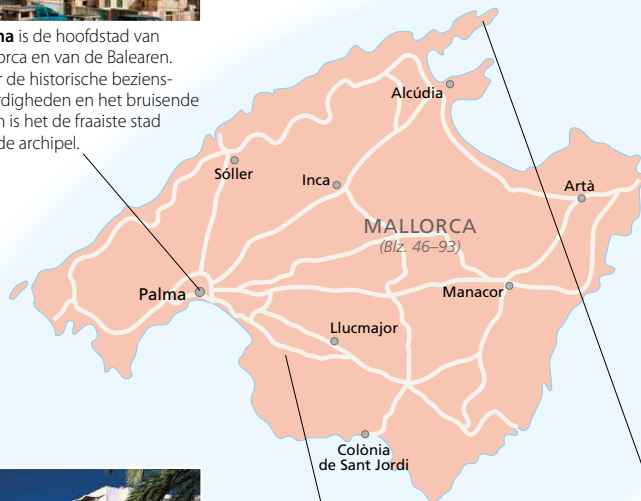 is de hoofdstad van
en van de Balearen.
de historische beziens-
en het bruisende
is het de fraaiste stad
archipel.
Alcúdia
Sóller
Inca
Artà
MALLORCA
(Blz. 46–93)
Palma
Manacor
Llucmajor
Colònia
de Sant Jordi